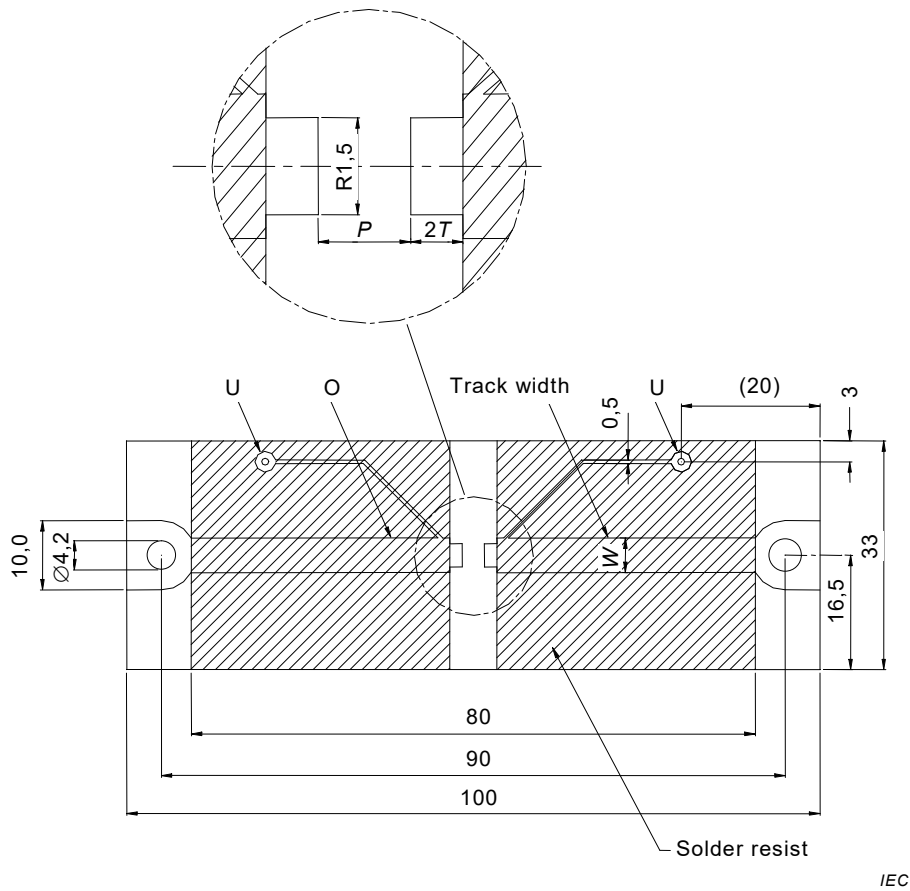 R1,5
P
2T
U
O
Track width
0,5
U
(20)
3
10,0
∅4,2
W
16,5
33
80
90
100
Solder resist
IEC